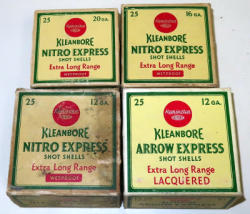 25 20 GA.
Remington
KLEANBORE
NITRO EXPRESS
SHOT SHELLS
Extra Long Range
WETPROOF
25 16 GA.
Remington
KLEANBORE
NITRO EXPRESS
SHOT SHELLS
Extra Long Range
WETPROOF
25 12 GA.
Remington
KLEANBORE
NITRO EXPRESS
SHOT SHELLS
Extra Long Range
WETPROOF
25 12 GA.
Remington
KLEANBORE
ARROW EXPRESS
SHOT SHELLS
Extra Long Range
LACQUERED